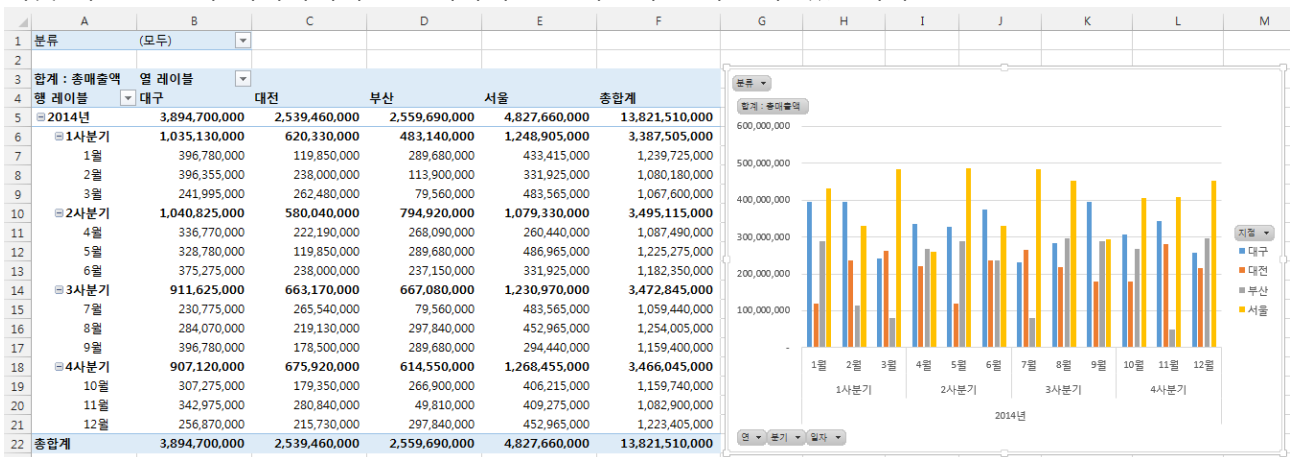 A B C D E F G H I J K L M
1 분류 (모두)
2
3 합계 : 총매출액 열 레이블
4 행 레이블 대구 대전 부산 서울 총합계
5 2014년 3,894,700,000 2,539,460,000 2,559,690,000 4,827,660,000 13,821,510,000
6 1사분기 1,035,130,000 620,330,000 483,140,000 1,248,905,000 3,387,505,000
7 1월 396,780,000 119,850,000 289,680,000 433,415,000 1,239,725,000
8 2월 396,355,000 238,000,000 113,900,000 331,925,000 1,080,180,000
9 3월 241,995,000 262,480,000 79,560,000 483,565,000 1,067,600,000
10 2사분기 1,040,825,000 580,040,000 794,920,000 1,079,330,000 3,495,115,000
11 4월 336,770,000 222,190,000 268,090,000 260,440,000 1,087,490,000
12 5월 328,780,000 119,850,000 289,680,000 486,965,000 1,225,275,000
13 6월 375,275,000 238,000,000 237,150,000 331,925,000 1,182,350,000
14 3사분기 911,625,000 663,170,000 667,080,000 1,230,970,000 3,472,845,000
15 7월 230,775,000 265,540,000 79,560,000 483,565,000 1,059,440,000
16 8월 284,070,000 219,130,000 297,840,000 452,965,000 1,254,005,000
17 9월 396,780,000 178,500,000 289,680,000 294,440,000 1,159,400,000
18 4사분기 907,120,000 675,920,000 614,550,000 1,268,455,000 3,466,045,000
19 10월 307,275,000 179,350,000 266,900,000 406,215,000 1,159,740,000
20 11월 342,975,000 280,840,000 49,810,000 409,275,000 1,082,900,000
21 12월 256,870,000 215,730,000 297,840,000 452,965,000 1,223,405,000
22 총합계 3,894,700,000 2,539,460,000 2,559,690,000 4,827,660,000 13,821,510,000
분류
합계 : 총매출액
600,000,000
500,000,000
400,000,000
300,000,000
200,000,000
100,000,000
-
지점
대구
대전
부산
서울
1월 2월 3월 4월 5월 6월 7월 8월 9월 10월 11월 12월
1사분기 2사분기 3사분기 4사분기
2014년
연 분기 일자